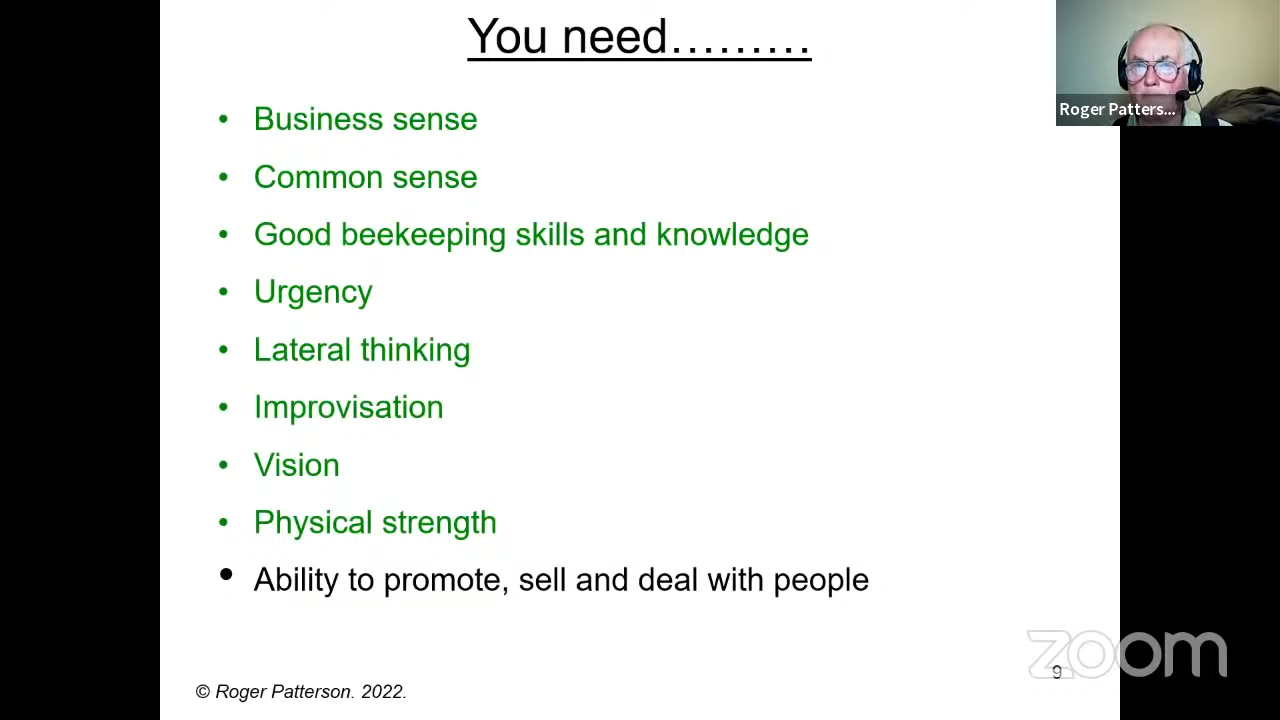 You need………
Roger Patters...
• Business sense
• Common sense
• Good beekeeping skills and knowledge
• Urgency
• Lateral thinking
• Improvisation
• Vision
• Physical strength
• Ability to promote, sell and deal with people
zoom
9
© Roger Patterson. 2022.